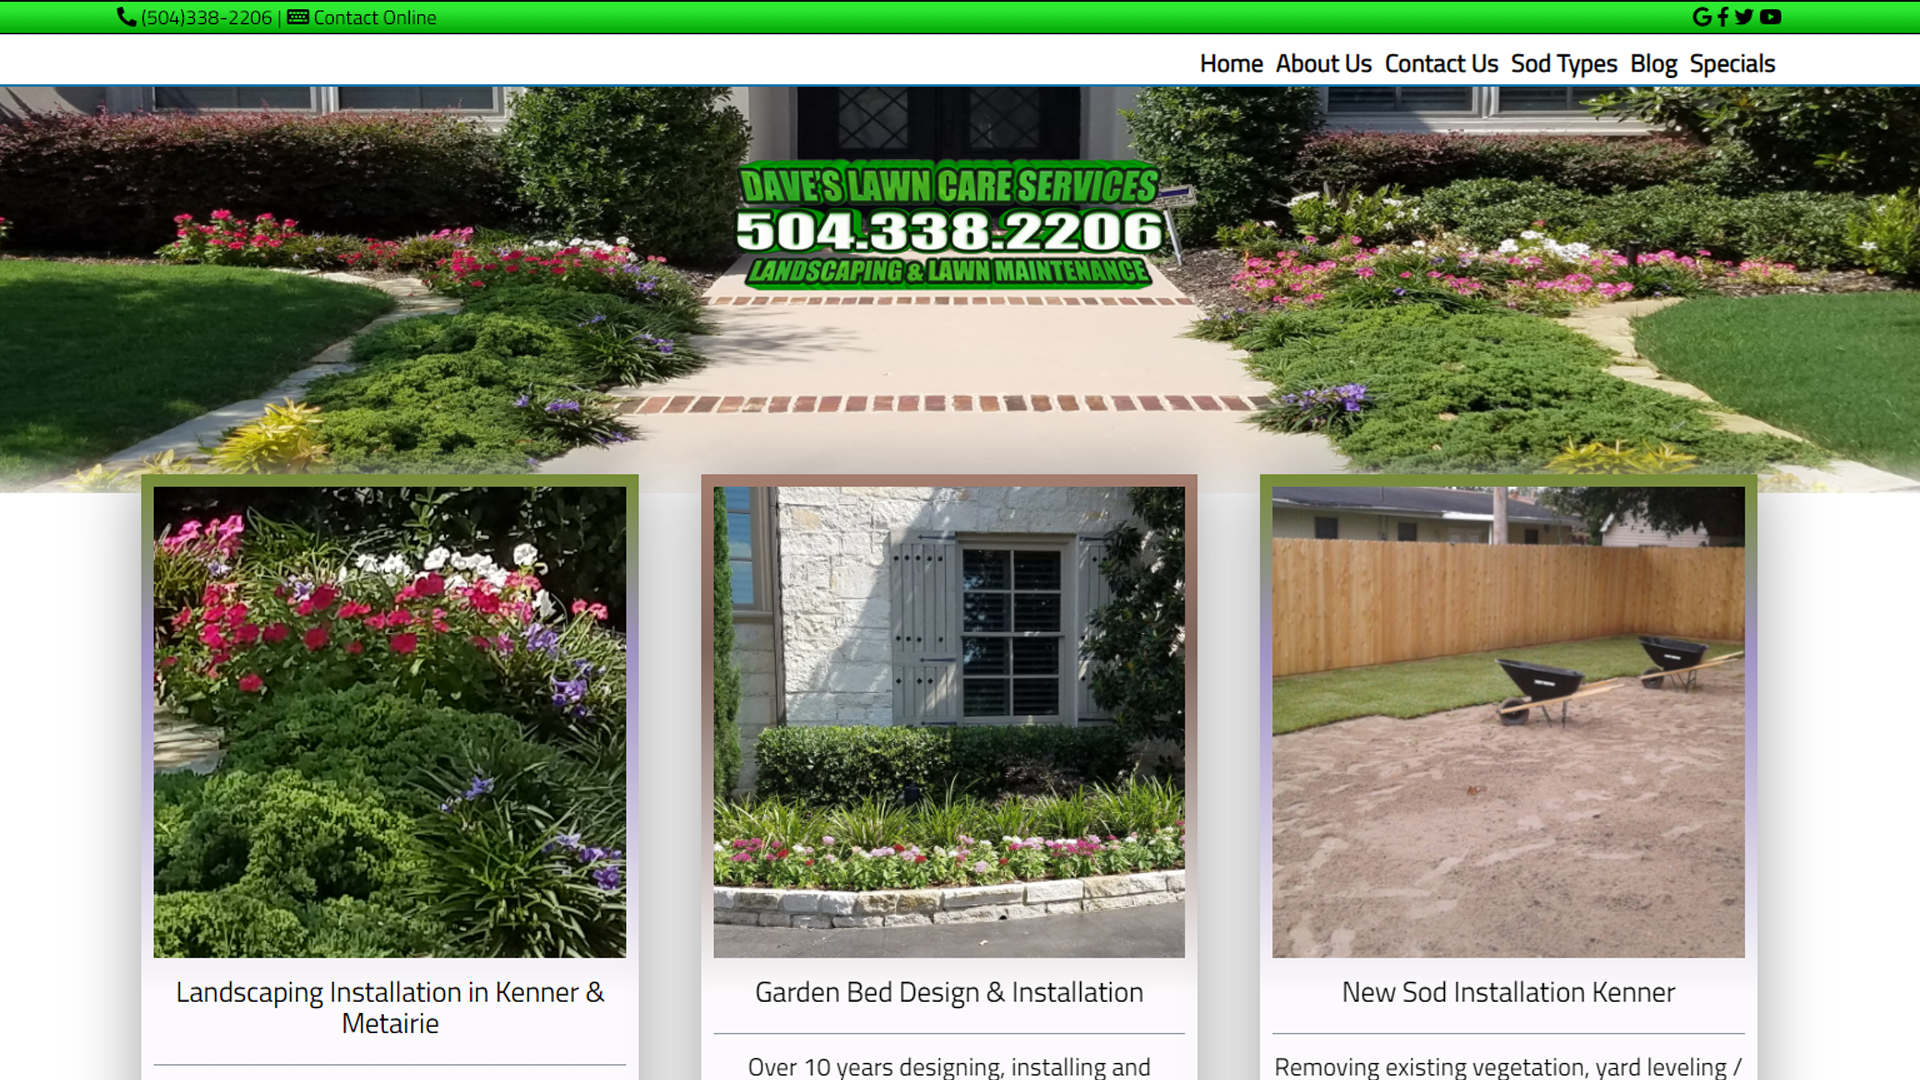 (504)338-2206 | Contact Online
Home About Us Contact Us Sod Types Blog Specials
DAVE'S LAWN CARE SERVICES
504.338.2206
LANDSCAPING & LAWN MAINTENANCE
Landscaping Installation in Kenner &
Metairie
Garden Bed Design & Installation
Over 10 years designing, installing and
New Sod Installation Kenner
Removing existing vegetation, yard leveling /